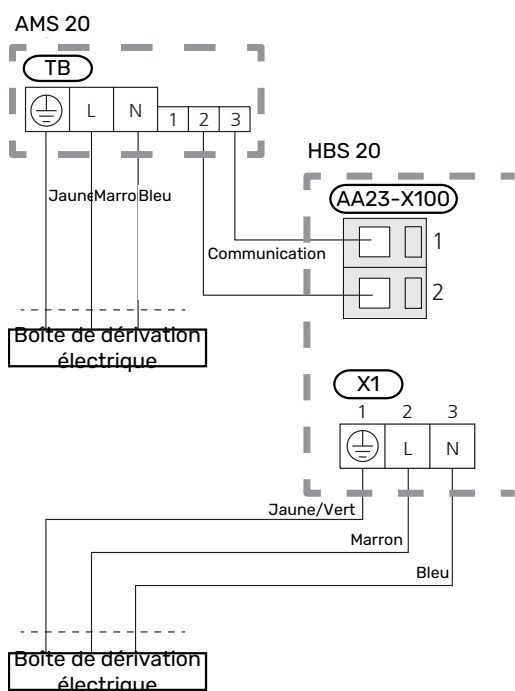 AMS 20
TB
L N 1 2 3
HBS 20
AA23-X100
Jaune Marro Bleu
1
Communication
2
Boîte de dérivation
électrique
X1
1 2 3
L N
Jaune/Vert
Marron
Bleu
Boîte de dérivation
électrique